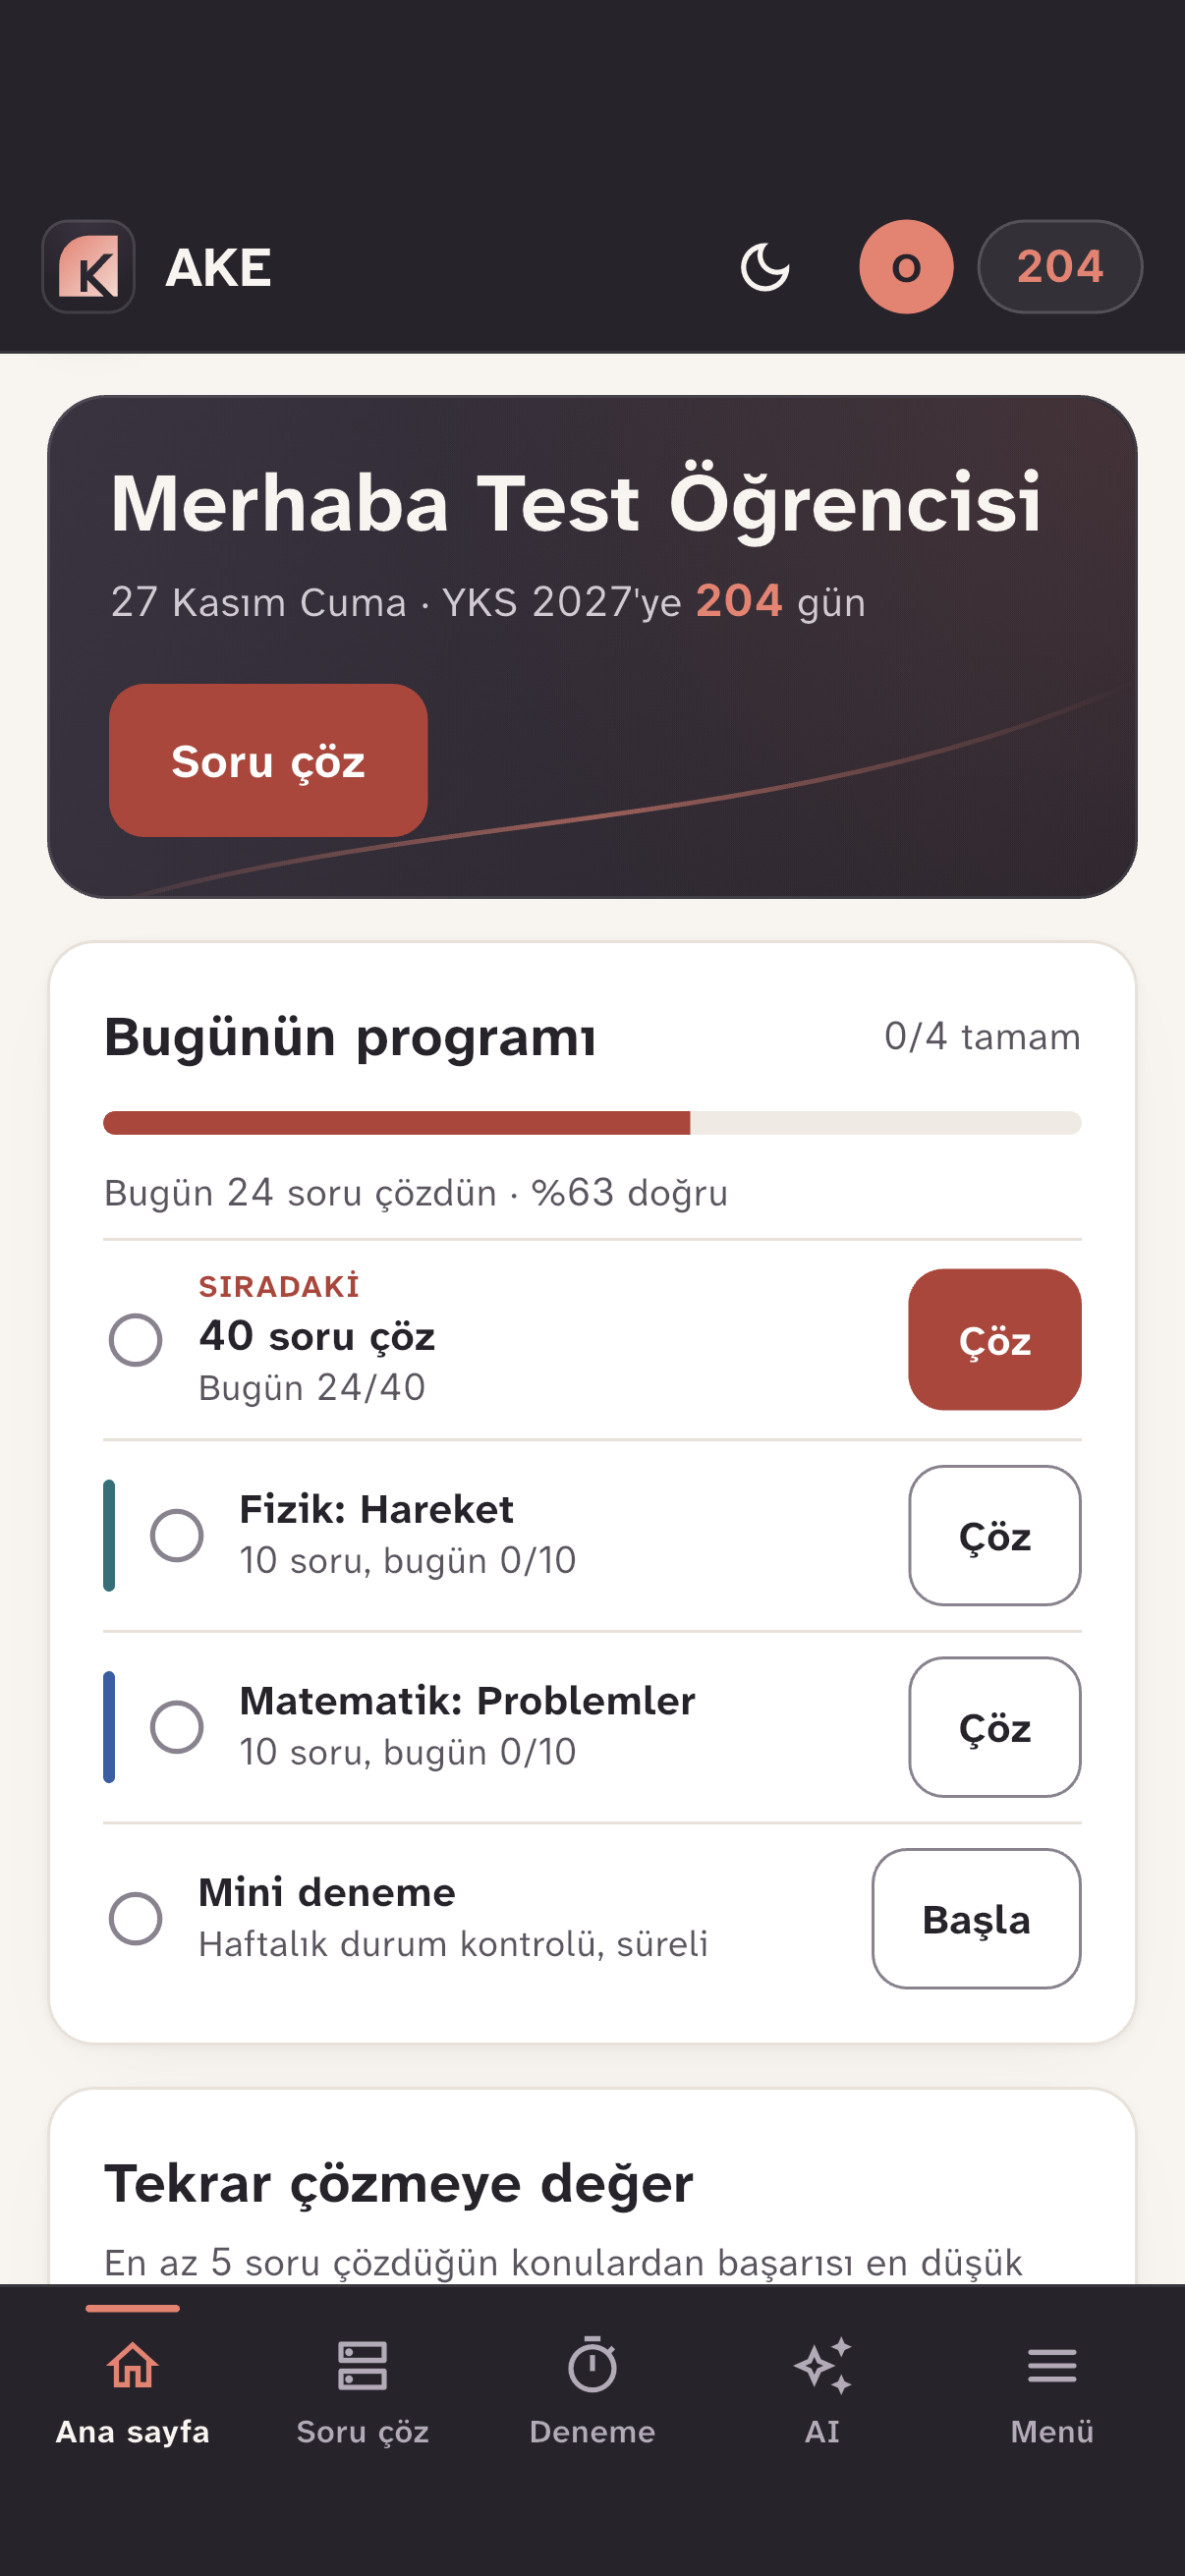 K AKE O 204
Merhaba Test Öğrencisi
27 Kasım Cuma · YKS 2027'ye 204 gün
Soru çöz
Bugünün programı 0/4 tamam
Bugün 24 soru çözdün · %63 doğru
SIRADAKİ
40 soru çöz
Bugün 24/40
Çöz
Fizik: Hareket
10 soru, bugün 0/10
Çöz
Matematik: Problemler
10 soru, bugün 0/10
Çöz
Mini deneme
Haftalık durum kontrolü, süreli
Başla
Tekrar çözmeye değer
En az 5 soru çözdüğün konulardan başarısı en düşük
Ana sayfa Soru çöz Deneme AI Menü